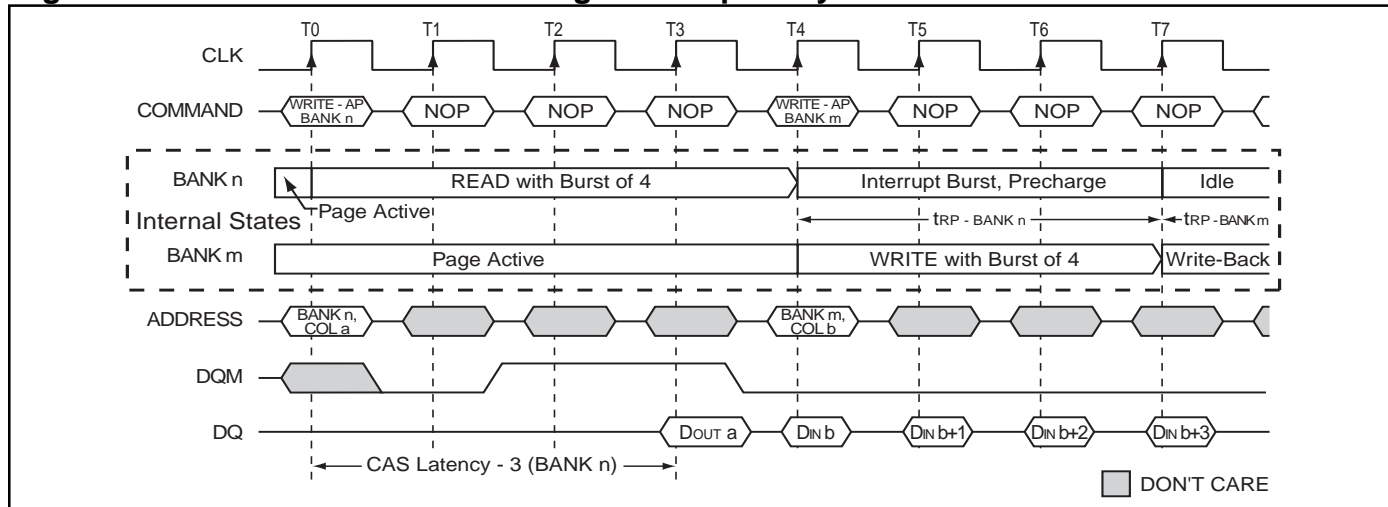 T0 T1 T2 T3 T4 T5 T6 T7
CLK
COMMAND WRITE - AP BANK n NOP NOP NOP WRITE - AP BANK m NOP NOP NOP
BANK n READ with Burst of 4 Interrupt Burst, Precharge Idle
Internal States Page Active tRP - BANK n tRP - BANK m
BANK m Page Active WRITE with Burst of 4 Write-Back
ADDRESS BANK n, COL a BANK m, COL b
DQM
DQ DOUT a DIN b DIN b+1 DIN b+2 DIN b+3
CAS Latency - 3 (BANK n)
DON'T CARE